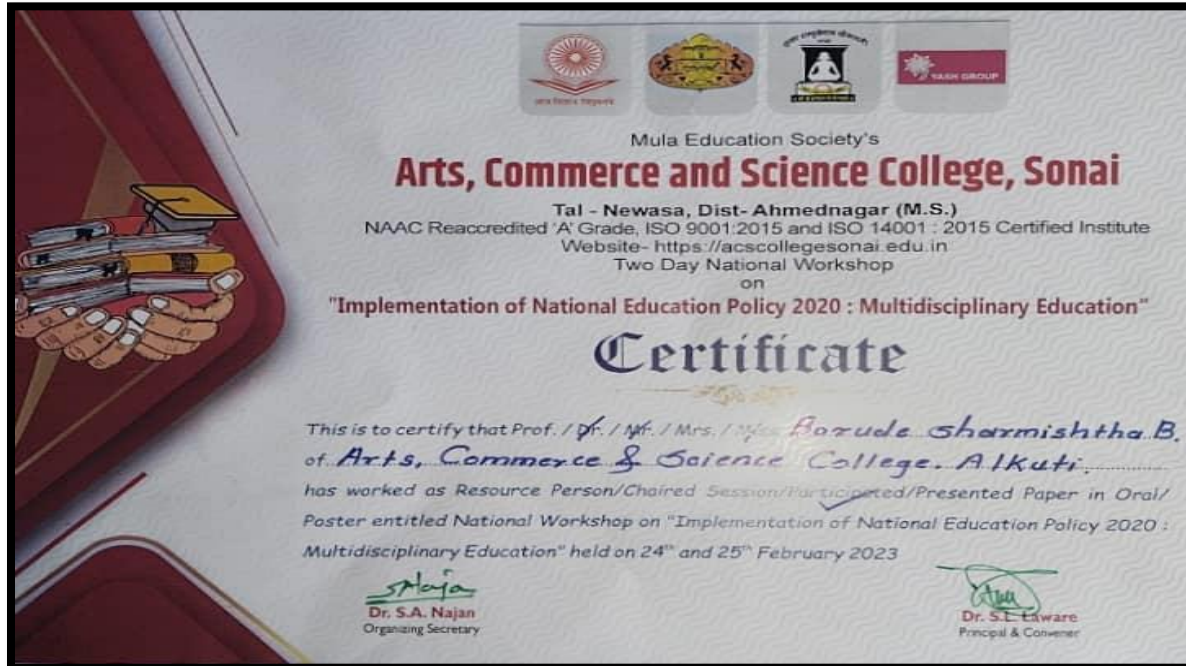 YASH GROUP
Mula Education Society's
Arts, Commerce and Science College, Sonai
Tal - Newasa, Dist- Ahmednagar (M.S.)
NAAC Reaccredited 'A' Grade, ISO 9001:2015 and ISO 14001 : 2015 Certified Institute
Website- https://acscollegesonai.edu.in
Two Day National Workshop
on
"Implementation of National Education Policy 2020 : Multidisciplinary Education"
Certificate
This is to certify that Prof. / Dr. / Mr. / Mrs. / Miss Borude Sharmishtha B.
of Arts, Commerce & Science College. Alkuti.
has worked as Resource Person/Chaired Session/Participated/Presented Paper in Oral/
Poster entitled National Workshop on "Implementation of National Education Policy 2020 :
Multidisciplinary Education" held on 24th and 25th February 2023
Dr. S.A. Najan
Organizing Secretary
Dr. S.L. Laware
Principal & Convener